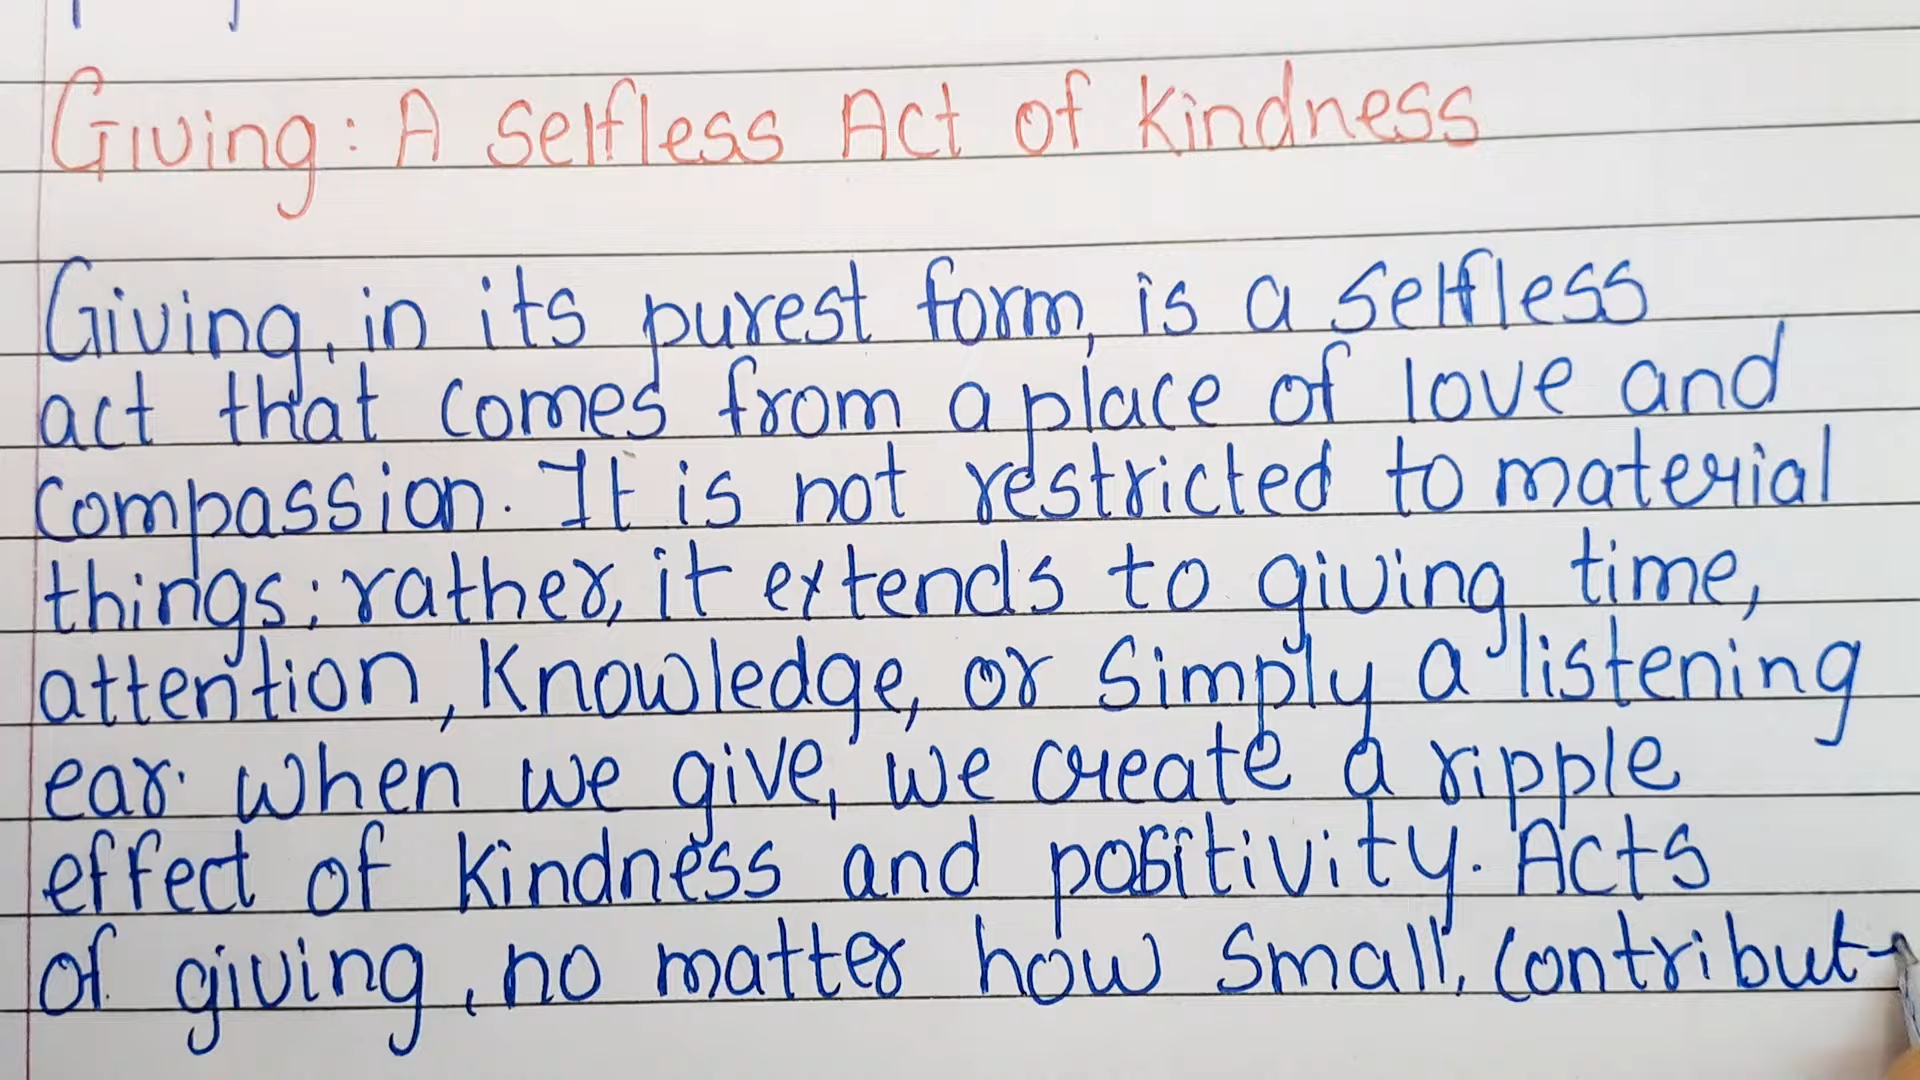 Giving: A Selfless Act of Kindness
Giving, in its purest form, is a selfless
act that comes from a place of love and
compassion. It is not restricted to material
things; rather, it extends to giving time,
attention, Knowledge, or simply a listening
ear. when we give, we create a ripple
effect of kindness and positivity. Acts
of giving, no matter how small, contribut-